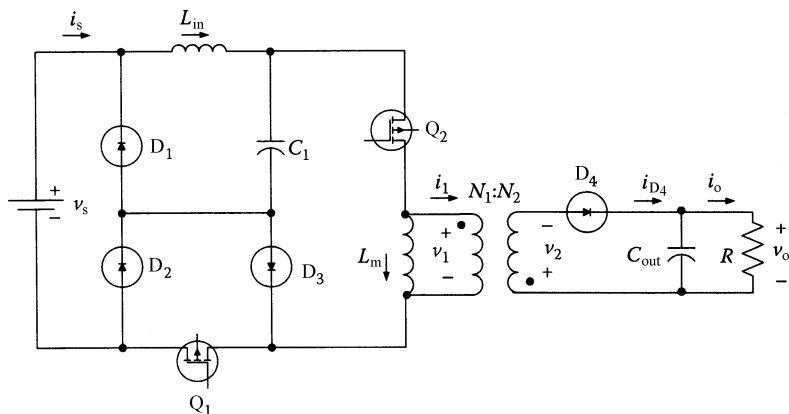 i_s
L_in
D_1
C_1
Q_2
i_1
N_1:N_2
D_4
i_D4
i_o
+
v_s
−
D_2
D_3
L_m
+
v_1
−
−
v_2
+
C_out
R
+
v_o
−
Q_1